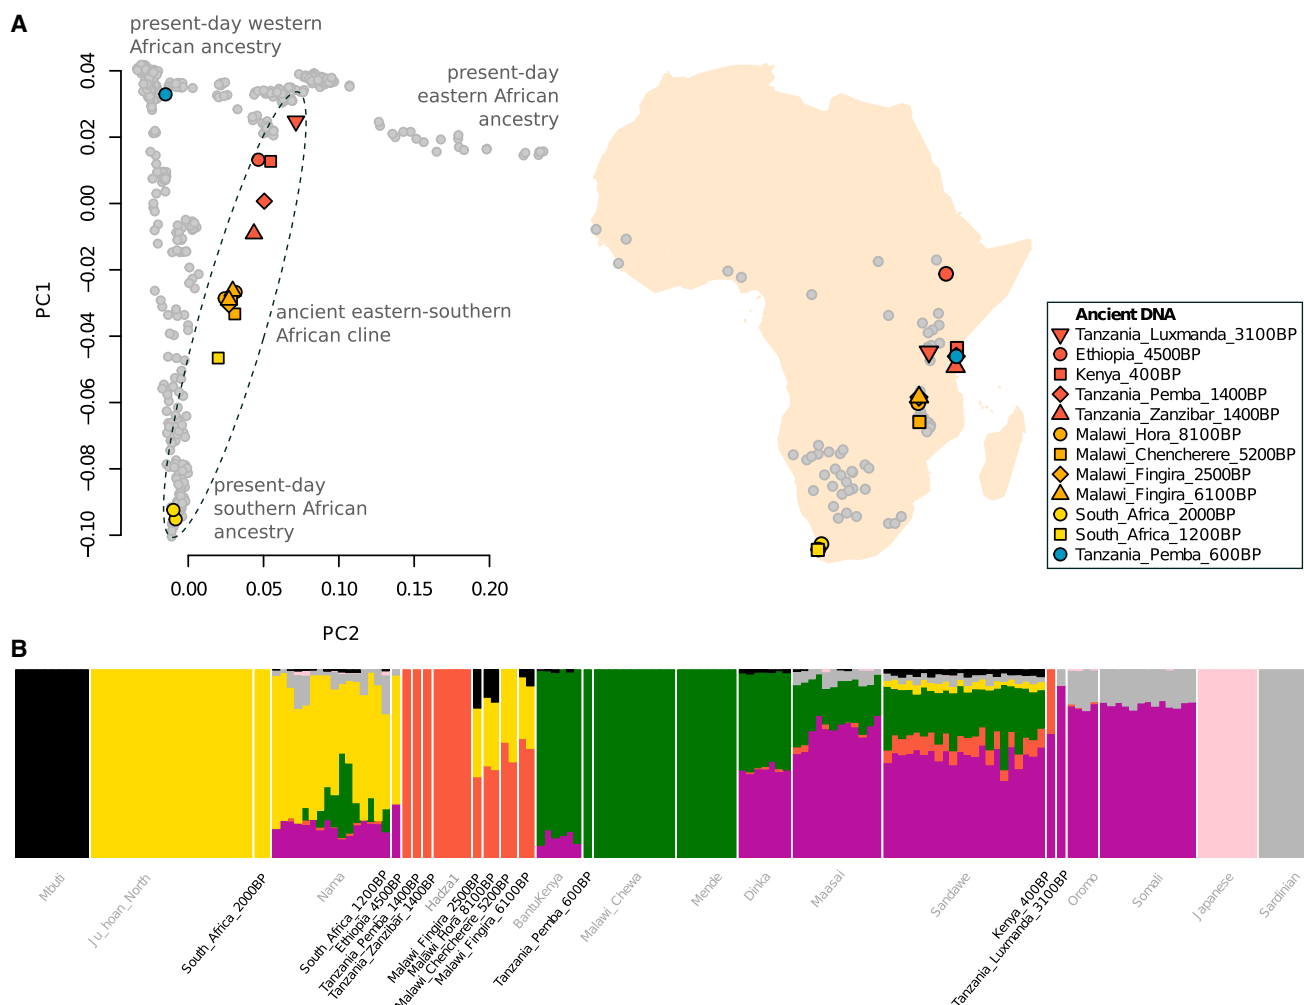 A
present-day western
African ancestry
present-day
eastern African
ancestry
0.04
0.02
0.00
−0.02
−0.04
−0.06
−0.08
−0.10
PC1
ancient eastern-southern
African cline
present-day
southern African
ancestry
0.00 0.05 0.10 0.15 0.20
PC2
Ancient DNA
Tanzania_Luxmanda_3100BP
Ethiopia_4500BP
Kenya_400BP
Tanzania_Pemba_1400BP
Tanzania_Zanzibar_1400BP
Malawi_Hora_8100BP
Malawi_Chencherere_5200BP
Malawi_Fingira_2500BP
Malawi_Fingira_6100BP
South_Africa_2000BP
South_Africa_1200BP
Tanzania_Pemba_600BP
B
Mbuti
Ju_hoan_North
South_Africa_2000BP
Nama
South_Africa_1200BP
Ethiopia_4500BP
Tanzania_Pemba_1400BP
Tanzania_Zanzibar_1400BP
Hadza1
Malawi_Fingira_2500BP
Malawi_Hora_8100BP
Malawi_Chencherere_5200BP
Malawi_Fingira_6100BP
BantuKenya
Tanzania_Pemba_600BP
Malawi_Chewa
Mende
Dinka
Maasai
Sandawe
Kenya_400BP
Tanzania_Luxmanda_3100BP
Oromo
Somali
Japanese
Sardinian